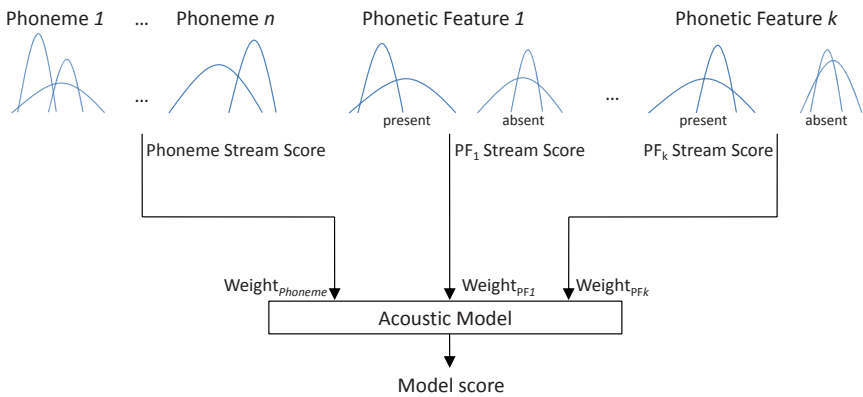 Phoneme 1 ... Phoneme n Phonetic Feature 1 Phonetic Feature k
... ...
present absent present absent
Phoneme Stream Score PF1 Stream Score PFk Stream Score
WeightPhoneme WeightPF1 WeightPFk
Acoustic Model
Model score